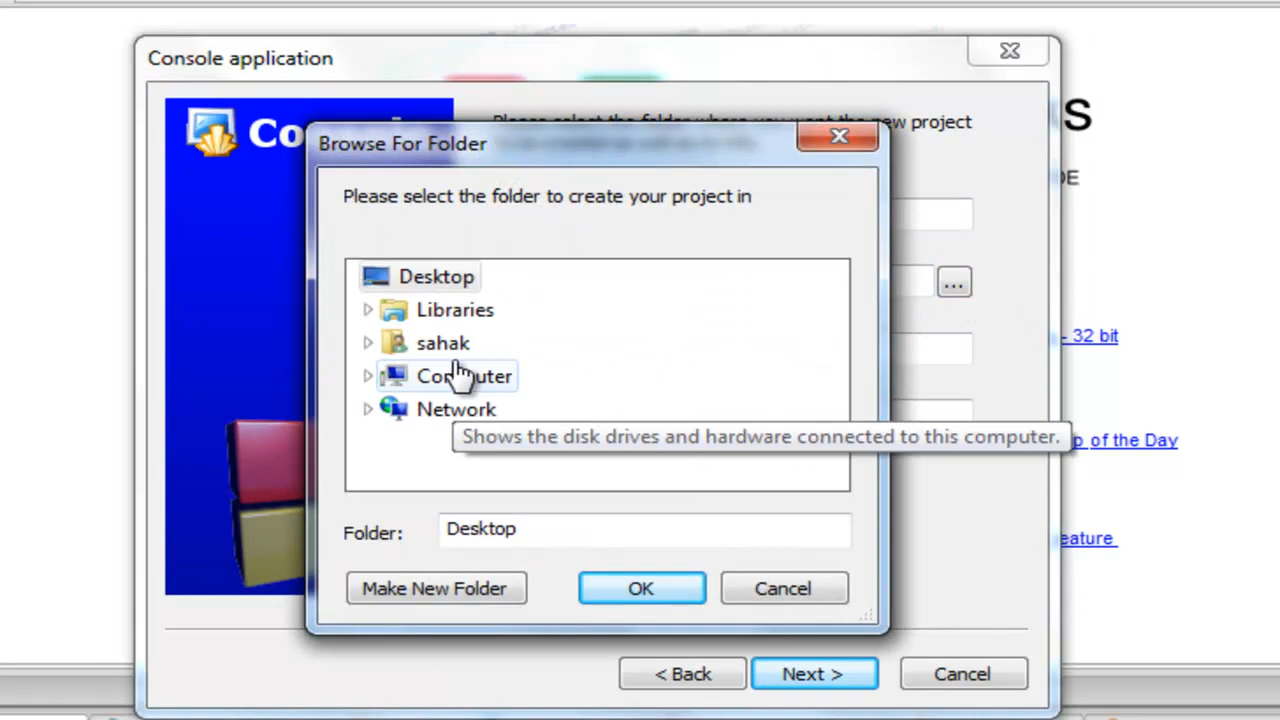 Console application
Co
Please select the folder where you want the new project
S
DE
Browse For Folder
Please select the folder to create your project in
Desktop
Libraries
sahak
Computer
Network
Shows the disk drives and hardware connected to this computer.
...
- 32 bit
p of the Day
eature
Folder:
Desktop
Make New Folder
OK
Cancel
< Back
Next >
Cancel